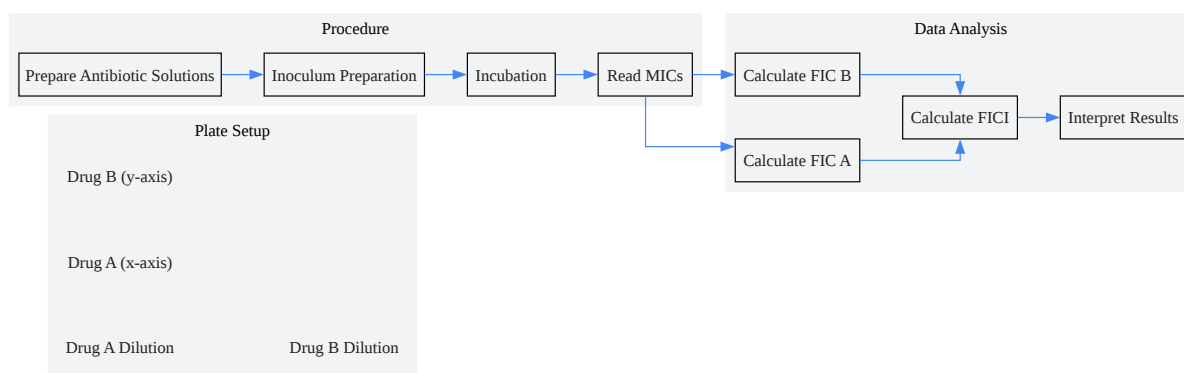 Procedure
Prepare Antibiotic Solutions
Inoculum Preparation
Incubation
Read MICs
Data Analysis
Calculate FIC B
Calculate FIC A
Calculate FICI
Interpret Results
Plate Setup
Drug B (y-axis)
Drug A (x-axis)
Drug A Dilution
Drug B Dilution